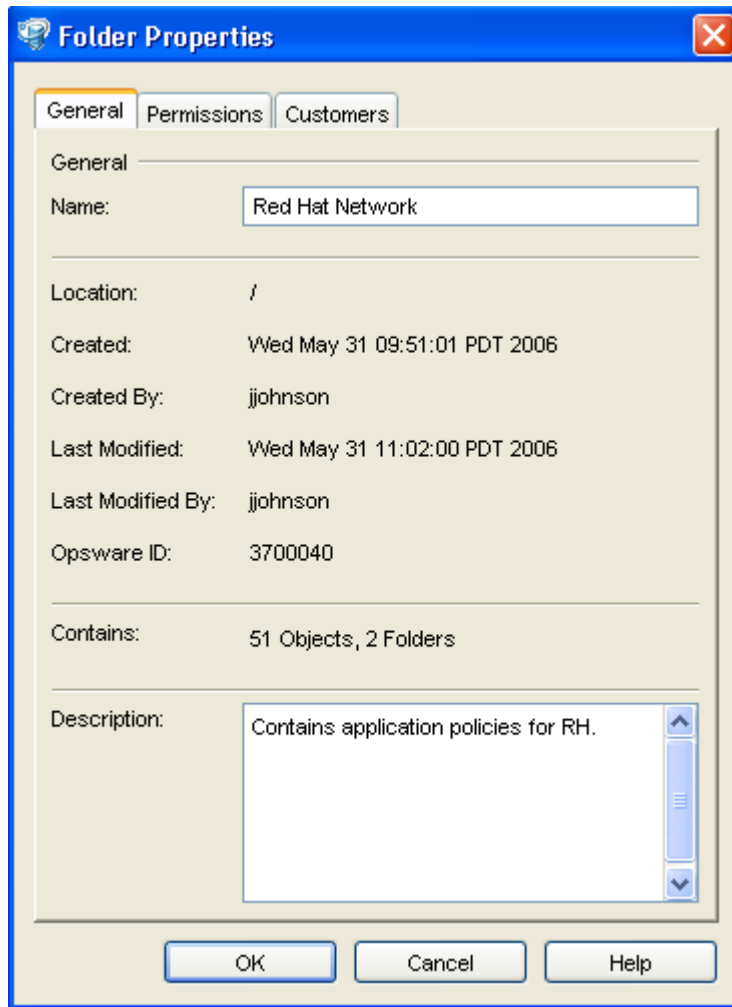 Folder Properties
General Permissions Customers
General
Name: Red Hat Network
Location: /
Created: Wed May 31 09:51:01 PDT 2006
Created By: jjohnson
Last Modified: Wed May 31 11:02:00 PDT 2006
Last Modified By: jjohnson
Opsware ID: 3700040
Contains: 51 Objects, 2 Folders
Description: Contains application policies for RH.
OK Cancel Help